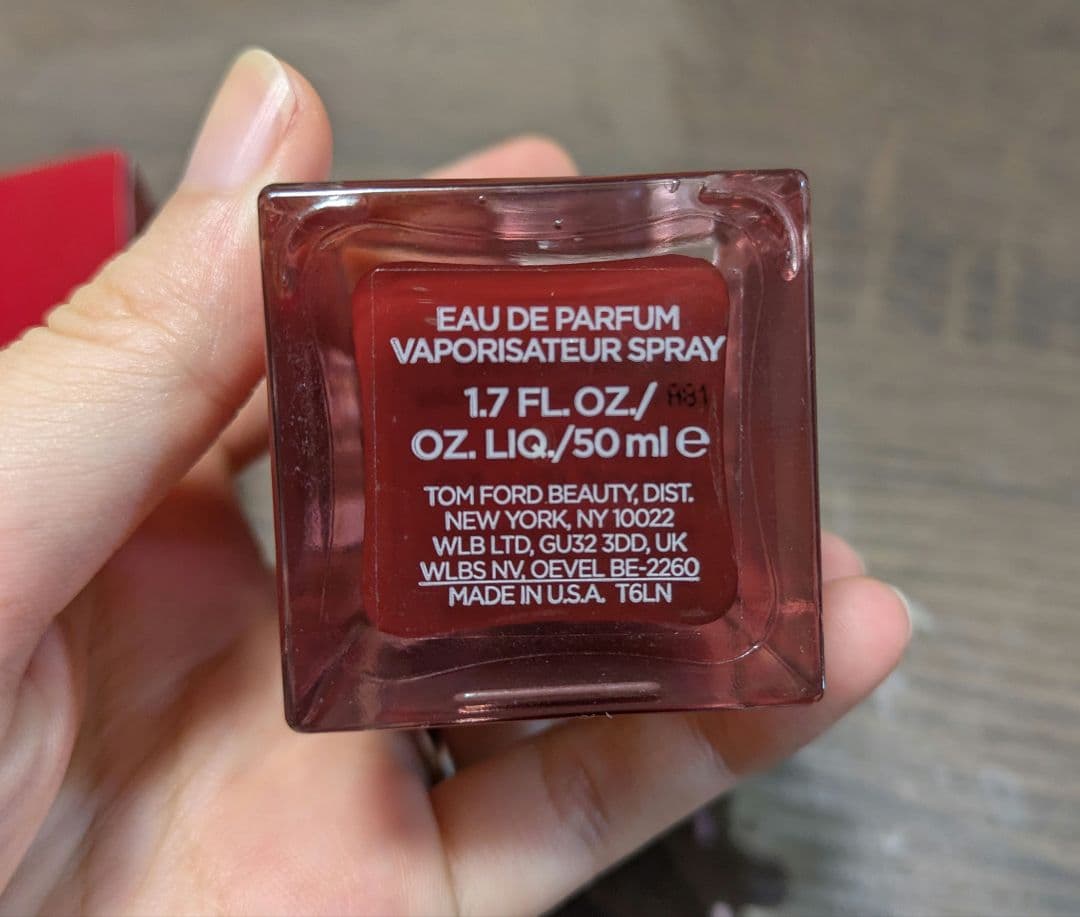 EAU DE PARFUM
VAPORISATEUR SPRAY
1.7 FL. OZ./ A81
OZ. LIQ./50 ml ℮
TOM FORD BEAUTY, DIST.
NEW YORK, NY 10022
WLB LTD, GU32 3DD, UK
WLBS NV, OEVEL BE-2260
MADE IN U.S.A. T6LN